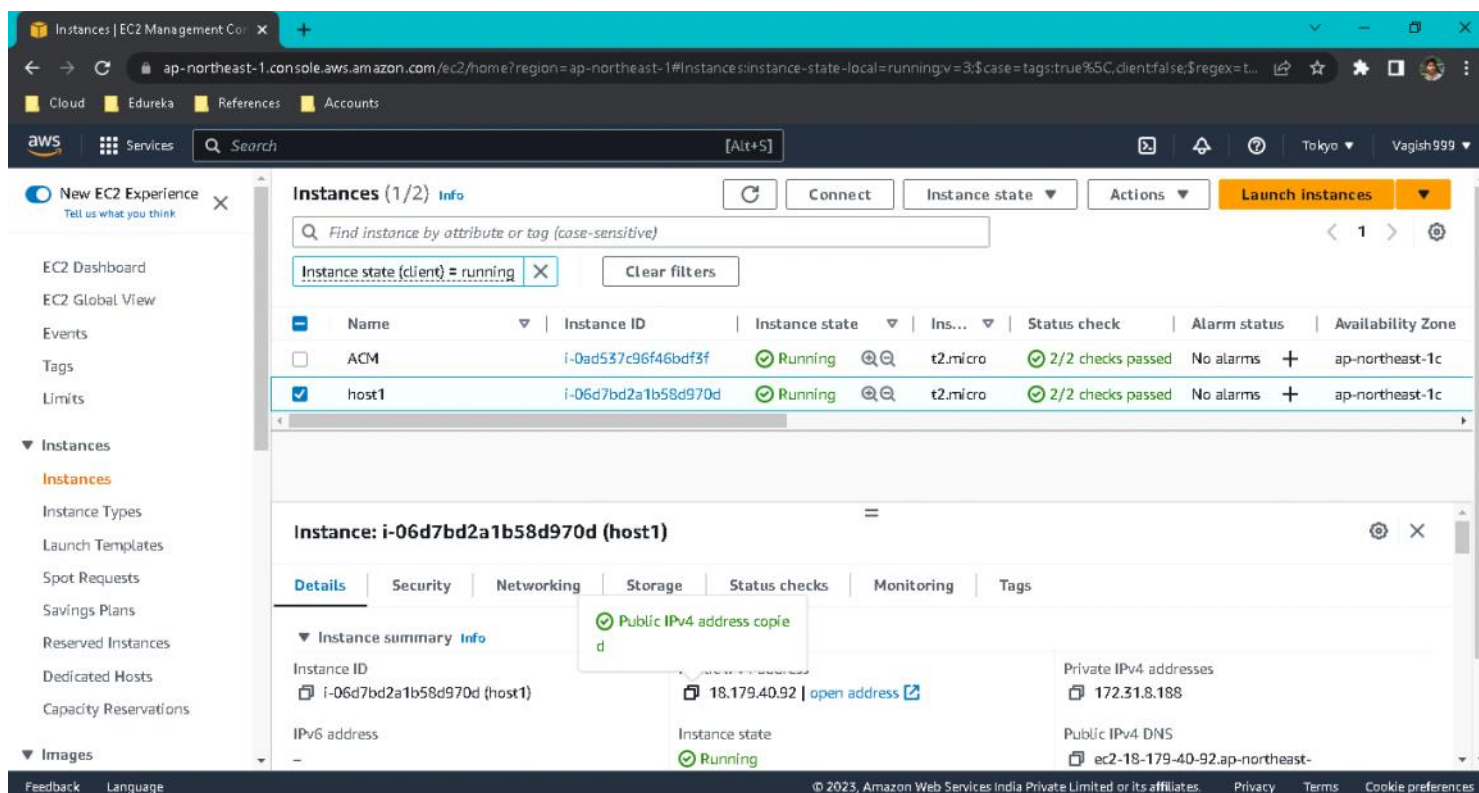 Instances | EC2 Management Con
ap-northeast-1.console.aws.amazon.com/ec2/home?region=ap-northeast-1#Instances:instance-state-local=running;v=3;$case=tags:true%5C,client:false;$regex=t...
Cloud Edureka References Accounts
aws Services Search [Alt+S] Tokyo Vagish999
New EC2 Experience
Tell us what you think
EC2 Dashboard
EC2 Global View
Events
Tags
Limits
Instances
Instances
Instance Types
Launch Templates
Spot Requests
Savings Plans
Reserved Instances
Dedicated Hosts
Capacity Reservations
Images
Instances (1/2) Info Connect Instance state Actions Launch instances
Find instance by attribute or tag (case-sensitive) 1
Instance state (client) = running Clear filters
Name Instance ID Instance state Ins... Status check Alarm status Availability Zone
ACM i-0ad537c96f46bdf3f Running t2.micro 2/2 checks passed No alarms + ap-northeast-1c
host1 i-06d7bd2a1b58d970d Running t2.micro 2/2 checks passed No alarms + ap-northeast-1c
Instance: i-06d7bd2a1b58d970d (host1)
Details Security Networking Storage Status checks Monitoring Tags
Public IPv4 address copie
d
Instance summary Info
Instance ID Private IPv4 addresses
i-06d7bd2a1b58d970d (host1) 18.179.40.92 | open address 172.31.8.188
IPv6 address Instance state Public IPv4 DNS
– Running ec2-18-179-40-92.ap-northeast-
Feedback Language © 2023, Amazon Web Services India Private Limited or its affiliates. Privacy Terms Cookie preferences